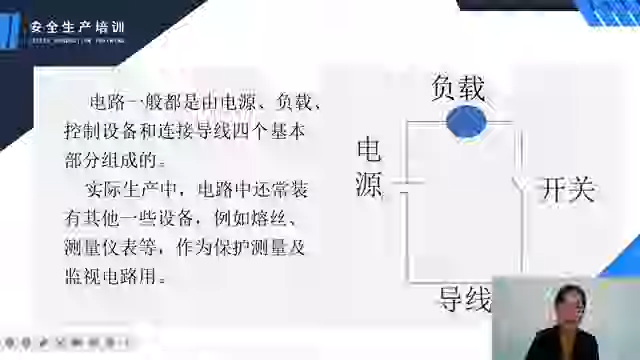 安全生产培训
电路一般都是由电源、负载、
控制设备和连接导线四个基本
部分组成的。
实际生产中，电路中还常装
有其他一些设备，例如熔丝、
测量仪表等，作为保护测量及
监视电路用。
负载
电源
开关
导线